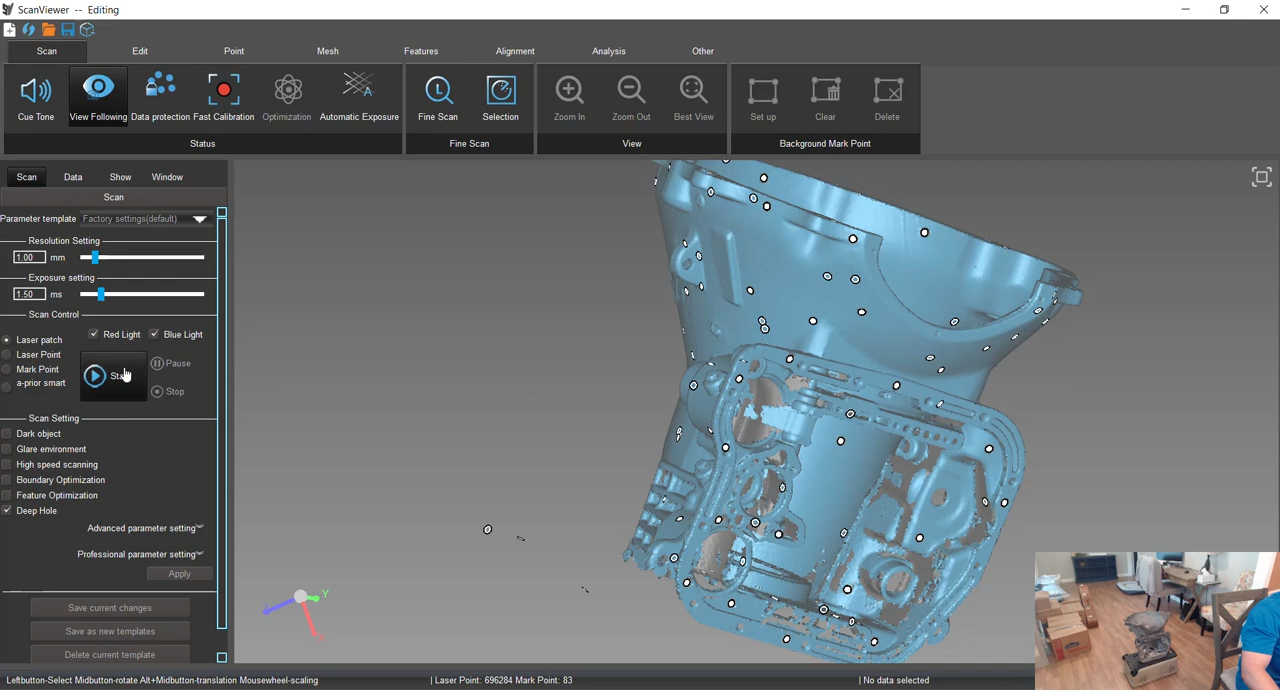 ScanViewer -- Editing
Scan Edit Point Mesh Features Alignment Analysis Other
Cue Tone View Following Data protection Fast Calibration Optimization Automatic Exposure Fine Scan Selection Zoom In Zoom Out Best View Set up Clear Delete
Status Fine Scan View Background Mark Point
Scan Data Show Window
Scan
Parameter template Factory settings(default)
Resolution Setting
1.00 mm
Exposure setting
1.50 ms
Scan Control
Red Light Blue Light
Laser patch
Laser Point
Mark Point
a-prior smart
Pause
Stop
Scan Setting
Dark object
Glare environment
High speed scanning
Boundary Optimization
Feature Optimization
Deep Hole
Advanced parameter setting
Professional parameter setting
Apply
Save current changes
Save as new templates
Delete current template
Z Y
Leftbutton-Select Midbutton-rotate Alt+Midbutton-translation Mousewheel-scaling | Laser Point: 696284 Mark Point: 83 | No data selected